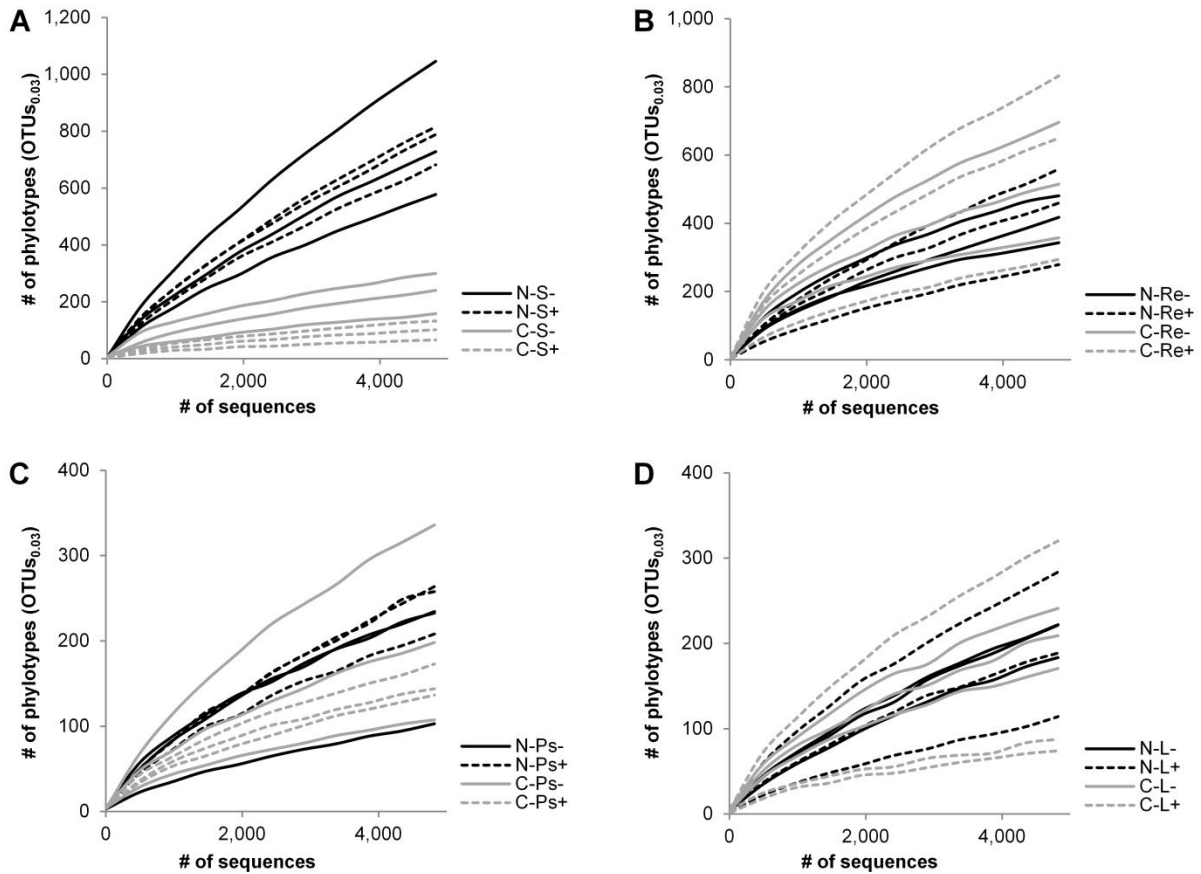 A
# of phylotypes (OTUs0.03)
1,200
1,000
800
600
400
200
0
0
2,000
4,000
# of sequences
N-S-
N-S+
C-S-
C-S+
B
# of phylotypes (OTUs0.03)
1,000
800
600
400
200
0
0
2,000
4,000
# of sequences
N-Re-
N-Re+
C-Re-
C-Re+
C
# of phylotypes (OTUs0.03)
400
300
200
100
0
0
2,000
4,000
# of sequences
N-Ps-
N-Ps+
C-Ps-
C-Ps+
D
# of phylotypes (OTUs0.03)
400
300
200
100
0
0
2,000
4,000
# of sequences
N-L-
N-L+
C-L-
C-L+